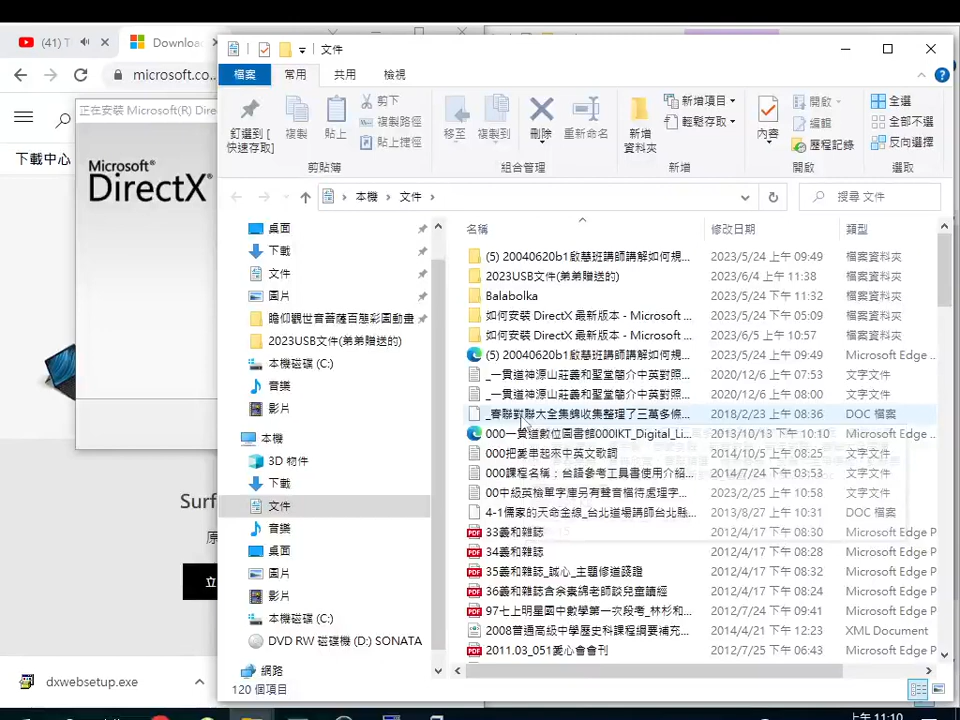 (41) T
Downloa
文件
microsoft.co...
正在安裝 Microsoft(R) Dire
下載中心
Microsoft®
DirectX®
Surf
原
立
dxwebsetup.exe
檔案
常用
共用
檢視
釘選到 [
快速存取]
複製
貼上
剪下
複製路徑
貼上捷徑
剪貼簿
移至
複製到
刪除
重新命名
組合管理
新增
資料夾
新增項目
輕鬆存取
新增
內容
開啟
編輯
歷程記錄
開啟
全選
全部不選
反向選擇
選取
本機
文件
搜尋 文件
桌面
下載
文件
圖片
瞻仰觀世音菩薩百態彩圖動畫
2023USB文件(弟弟贈送的)
本機磁碟 (C:)
音樂
影片
本機
3D 物件
下載
文件
音樂
桌面
圖片
影片
本機磁碟 (C:)
DVD RW 磁碟機 (D:) SONATA
網路
120 個項目
名稱 修改日期 類型
(5) 20040620b1啟慧班講師講解如何規... 2023/5/24 上午 09:49 檔案資料夾
2023USB文件(弟弟贈送的) 2023/6/4 上午 11:38 檔案資料夾
Balabolka 2023/5/24 下午 11:32 檔案資料夾
如何安裝 DirectX 最新版本 - Microsoft ... 2023/5/24 下午 05:09 檔案資料夾
如何安裝 DirectX 最新版本 - Microsoft ... 2023/6/5 上午 10:57 檔案資料夾
(5) 20040620b1啟慧班講師講解如何規... 2023/5/24 上午 09:49 Microsoft Edge ..
_一貫道神源山莊義和聖堂簡介中英對照... 2020/12/6 上午 07:53 文字文件
_一貫道神源山莊義和聖堂簡介中英對照... 2020/12/6 上午 08:00 文字文件
_春聯對聯大全集錦收集整理了三萬多條... 2018/2/23 上午 08:36 DOC 檔案
000一貫道數位圖書館000IKT_Digital_Li... 2013/10/13 下午 10:10 Microsoft Edge ..
000把愛串起來中英文歌詞 2014/10/5 上午 08:25 文字文件
000課程名稱：台語參考工具書使用介紹... 2014/7/24 下午 03:53 文字文件
00中級英檢單字庫另有聲音檔待處理字... 2023/2/25 上午 10:58 文字文件
4-1儒家的天命金線_台北道場講師台北縣... 2013/8/27 上午 10:31 DOC 檔案
33義和雜誌 2012/4/17 下午 08:30 Microsoft Edge ..
34義和雜誌 2012/4/17 下午 08:28 Microsoft Edge ..
35義和雜誌_誠心_主題修道踐證 2012/4/17 下午 08:32 Microsoft Edge ..
36義和雜誌含余素綿老師談兒童讀經 2012/4/17 下午 08:24 Microsoft Edge ..
97七上明星國中數學第一次段考_林杉和... 2012/7/24 下午 09:41 Microsoft Edge ..
2008普通高級中學歷史科課程綱要補充... 2014/4/21 下午 12:23 XML Document
2011.03_051愛心會會刊 2012/7/25 下午 06:43 Microsoft Edge ..
上午 11:10